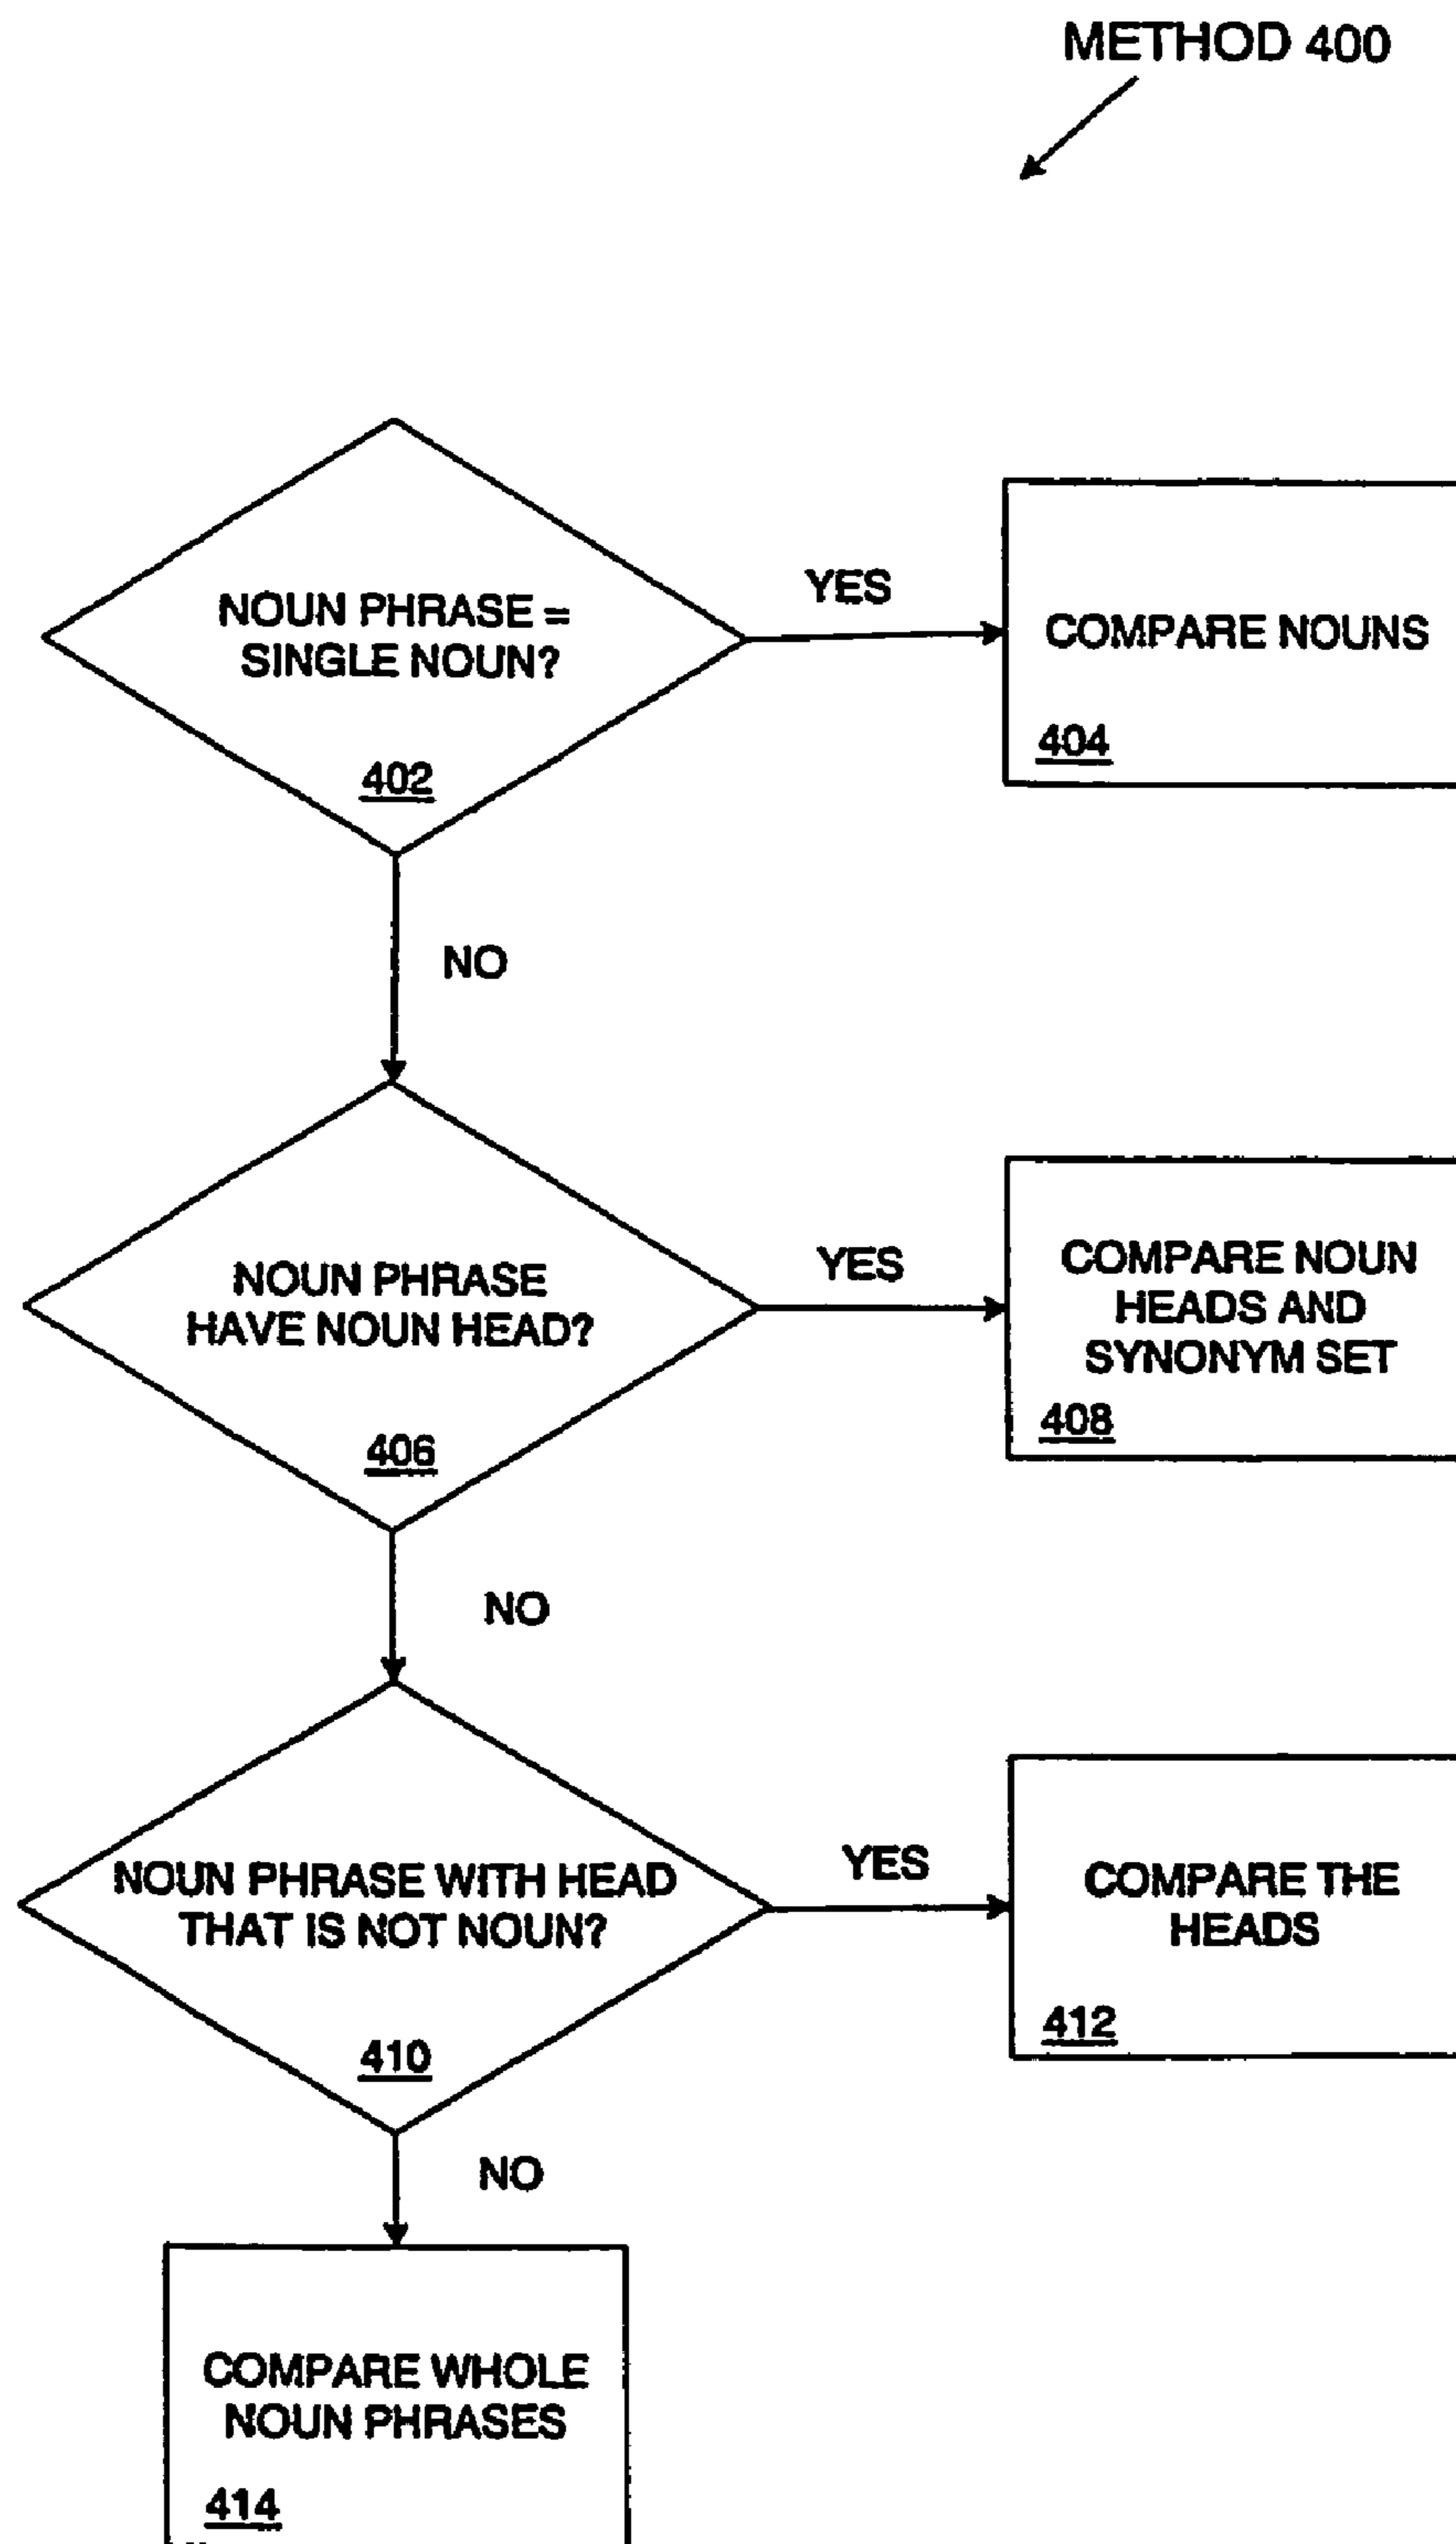 METHOD 400
NOUN PHRASE =
SINGLE NOUN?
402
YES
COMPARE NOUNS
404
NO
NOUN PHRASE
HAVE NOUN HEAD?
406
YES
COMPARE NOUN
HEADS AND
SYNONYM SET
408
NO
NOUN PHRASE WITH HEAD
THAT IS NOT NOUN?
410
YES
COMPARE THE
HEADS
412
NO
COMPARE WHOLE
NOUN PHRASES
414